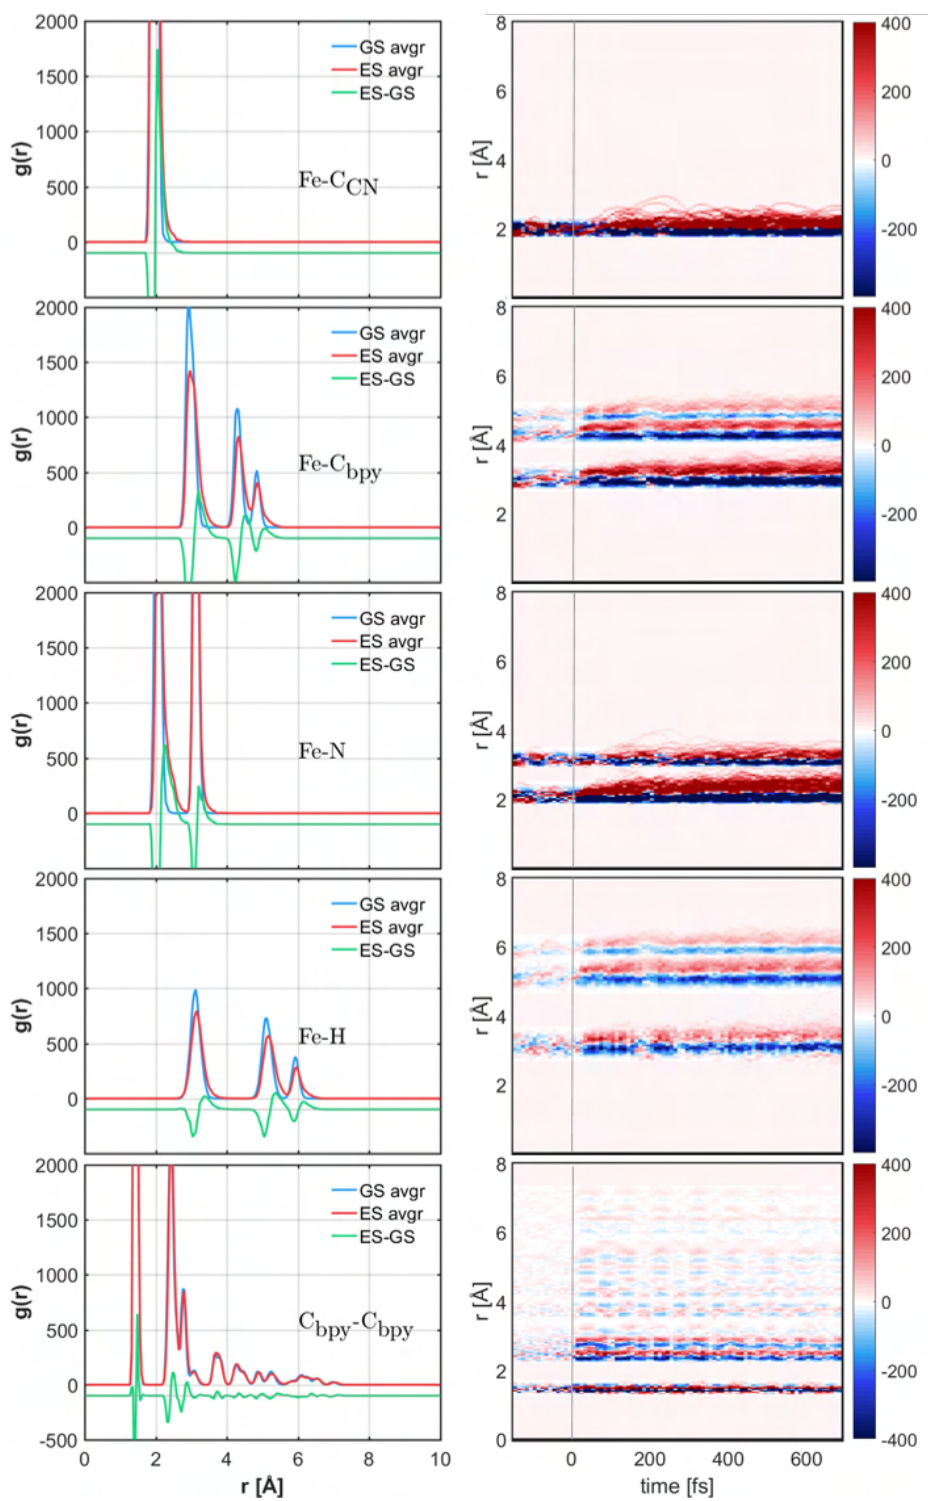 2000
1500
1000
500
0
g(r)
GS avgr
ES avgr
ES-GS
Fe-C_CN
8
6
4
2
r [Å]
400
200
0
-200
2000
1500
1000
500
0
g(r)
GS avgr
ES avgr
ES-GS
Fe-C_bpy
8
6
4
2
r [Å]
400
200
0
-200
2000
1500
1000
500
0
g(r)
GS avgr
ES avgr
ES-GS
Fe-N
8
6
4
2
r [Å]
400
200
0
-200
2000
1500
1000
500
0
g(r)
GS avgr
ES avgr
ES-GS
Fe-H
8
6
4
2
r [Å]
400
200
0
-200
2000
1500
1000
500
0
-500
g(r)
GS avgr
ES avgr
ES-GS
C_bpy-C_bpy
0 2 4 6 8 10
r [Å]
8
6
4
2
0
r [Å]
0 200 400 600
time [fs]
400
200
0
-200
-400